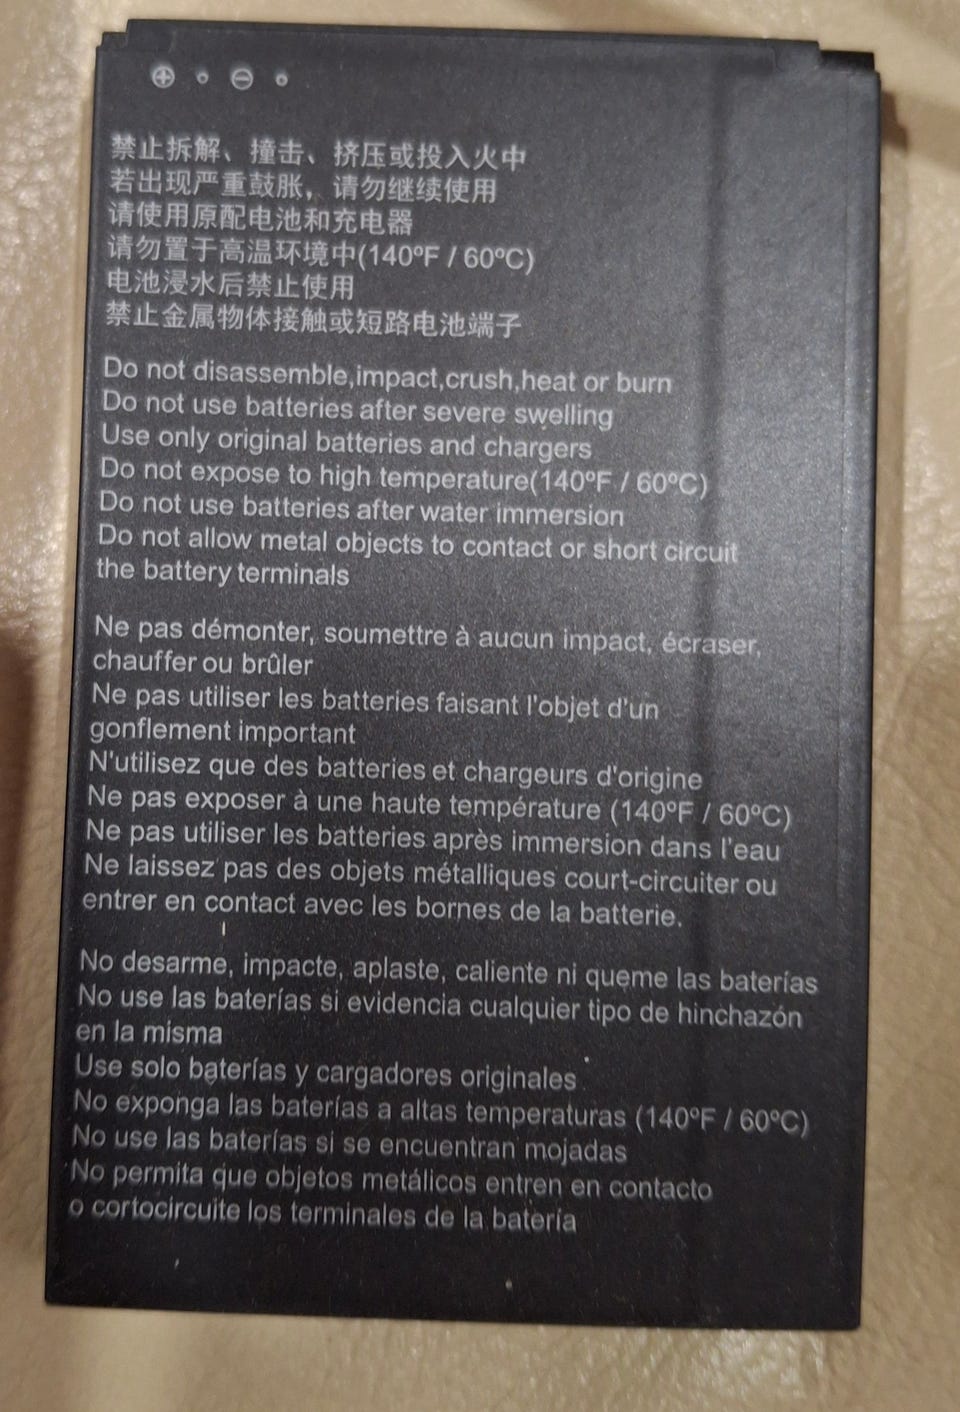 ⊕ ○ ⊖ ○
禁止拆解、撞击、挤压或投入火中
若出现严重鼓胀，请勿继续使用
请使用原配电池和充电器
请勿置于高温环境中(140ºF / 60ºC)
电池浸水后禁止使用
禁止金属物体接触或短路电池端子
Do not disassemble,impact,crush,heat or burn
Do not use batteries after severe swelling
Use only original batteries and chargers
Do not expose to high temperature(140ºF / 60ºC)
Do not use batteries after water immersion
Do not allow metal objects to contact or short circuit
the battery terminals
Ne pas démonter, soumettre à aucun impact, écraser,
chauffer ou brûler
Ne pas utiliser les batteries faisant l'objet d'un
gonflement important
N'utilisez que des batteries et chargeurs d'origine
Ne pas exposer à une haute température (140ºF / 60ºC)
Ne pas utiliser les batteries après immersion dans l'eau
Ne laissez pas des objets métalliques court-circuiter ou
entrer en contact avec les bornes de la batterie.
No desarme, impacte, aplaste, caliente ni queme las baterías
No use las baterías si evidencia cualquier tipo de hinchazón
en la misma
Use solo baterías y cargadores originales
No exponga las baterías a altas temperaturas (140ºF / 60ºC)
No use las baterías si se encuentran mojadas
No permita que objetos metálicos entren en contacto
o cortocircuite los terminales de la batería